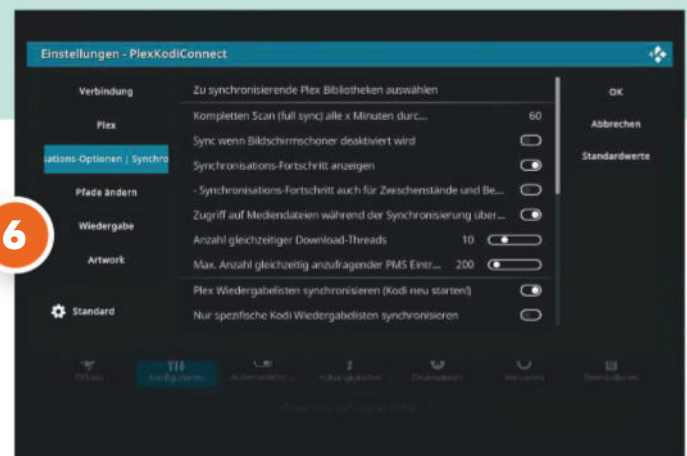 Einstellungen - PlexKodiConnect
Verbindung
Plex
sations-Optionen | Synchro
Pfade ändern
Wiedergabe
Artwork
Standard
Zu synchronisierende Plex Bibliotheken auswählen
Kompletten Scan (full sync) alle x Minuten durc... 60
Sync wenn Bildschirmschoner deaktiviert wird
Synchronisations-Fortschritt anzeigen
- Synchronisations-Fortschritt auch für Zwischenstände und Be...
Zugriff auf Mediendateien während der Synchronisierung über...
Anzahl gleichzeitiger Download-Threads 10
Max. Anzahl gleichzeitig anzufragender PMS Eintr... 200
Plex Wiedergabelisten synchronisieren (Kodi neu starten!)
Nur spezifische Kodi Wiedergabelisten synchronisieren
OK
Abbrechen
Standardwerte
6
Öffnen
Konfigurieren
Deaktivieren